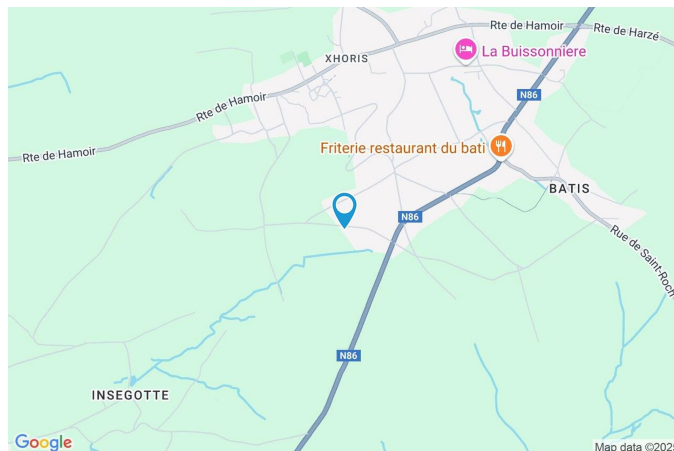 Rte de Hamoir
Rte de Harzé
La Buissonniere
XHORIS
N86
Rte de Hamoir
Rte de Hamoir
Friterie restaurant du bati
BATIS
N86
Rue de Saint-Roch
N86
INSEGOTTE
Google
Map data ©2025